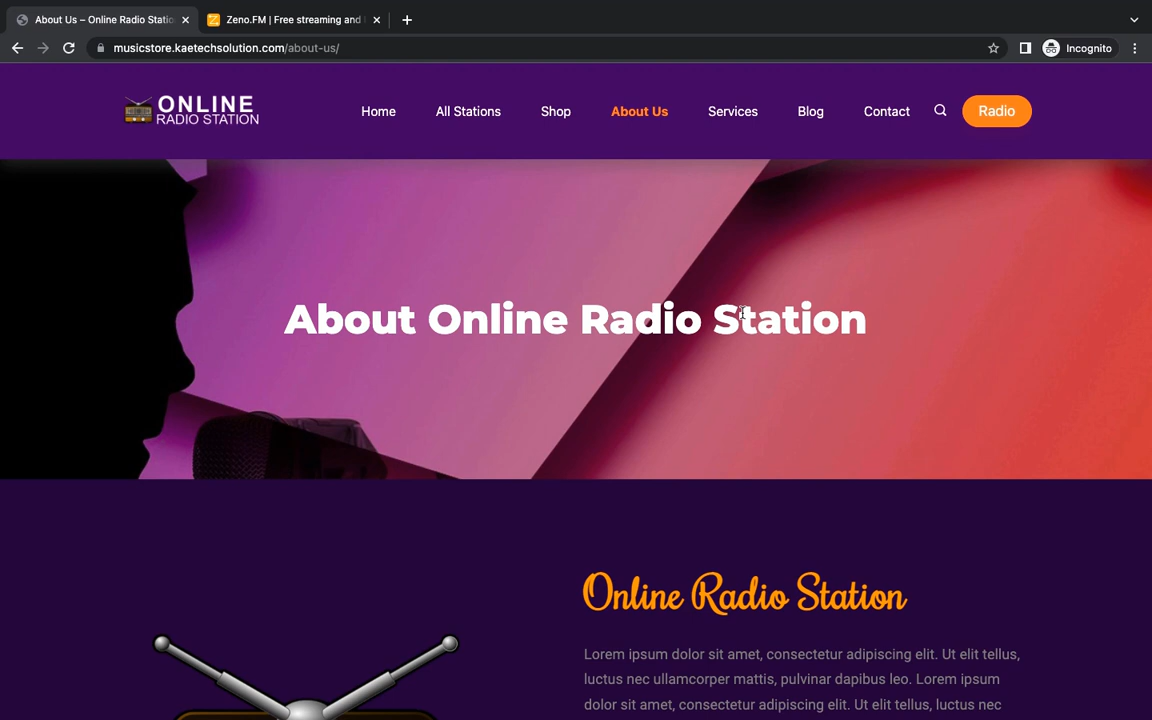 About Us – Online Radio Statio
Zeno.FM | Free streaming and
musicstore.kaetechsolution.com/about-us/
Incognito
ONLINE
RADIO STATION
Home
All Stations
Shop
About Us
Services
Blog
Contact
Radio
About Online Radio Station
Online Radio Station
Lorem ipsum dolor sit amet, consectetur adipiscing elit. Ut elit tellus,
luctus nec ullamcorper mattis, pulvinar dapibus leo. Lorem ipsum
dolor sit amet, consectetur adipiscing elit. Ut elit tellus, luctus nec